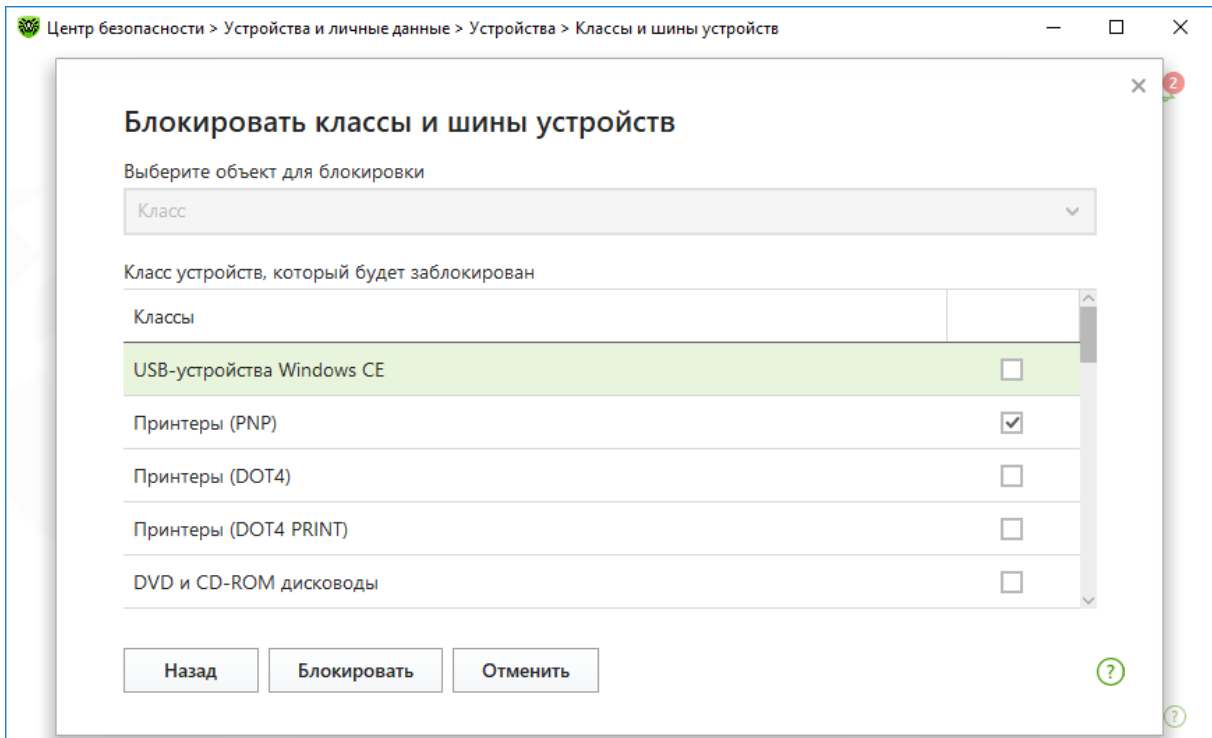 Центр безопасности > Устройства и личные данные > Устройства > Классы и шины устройств
2
Блокировать классы и шины устройств
Выберите объект для блокировки
Класс
Класс устройств, который будет заблокирован
Классы
USB-устройства Windows CE
Принтеры (PNP)
Принтеры (DOT4)
Принтеры (DOT4 PRINT)
DVD и CD-ROM дисководы
Назад Блокировать Отменить ?
?